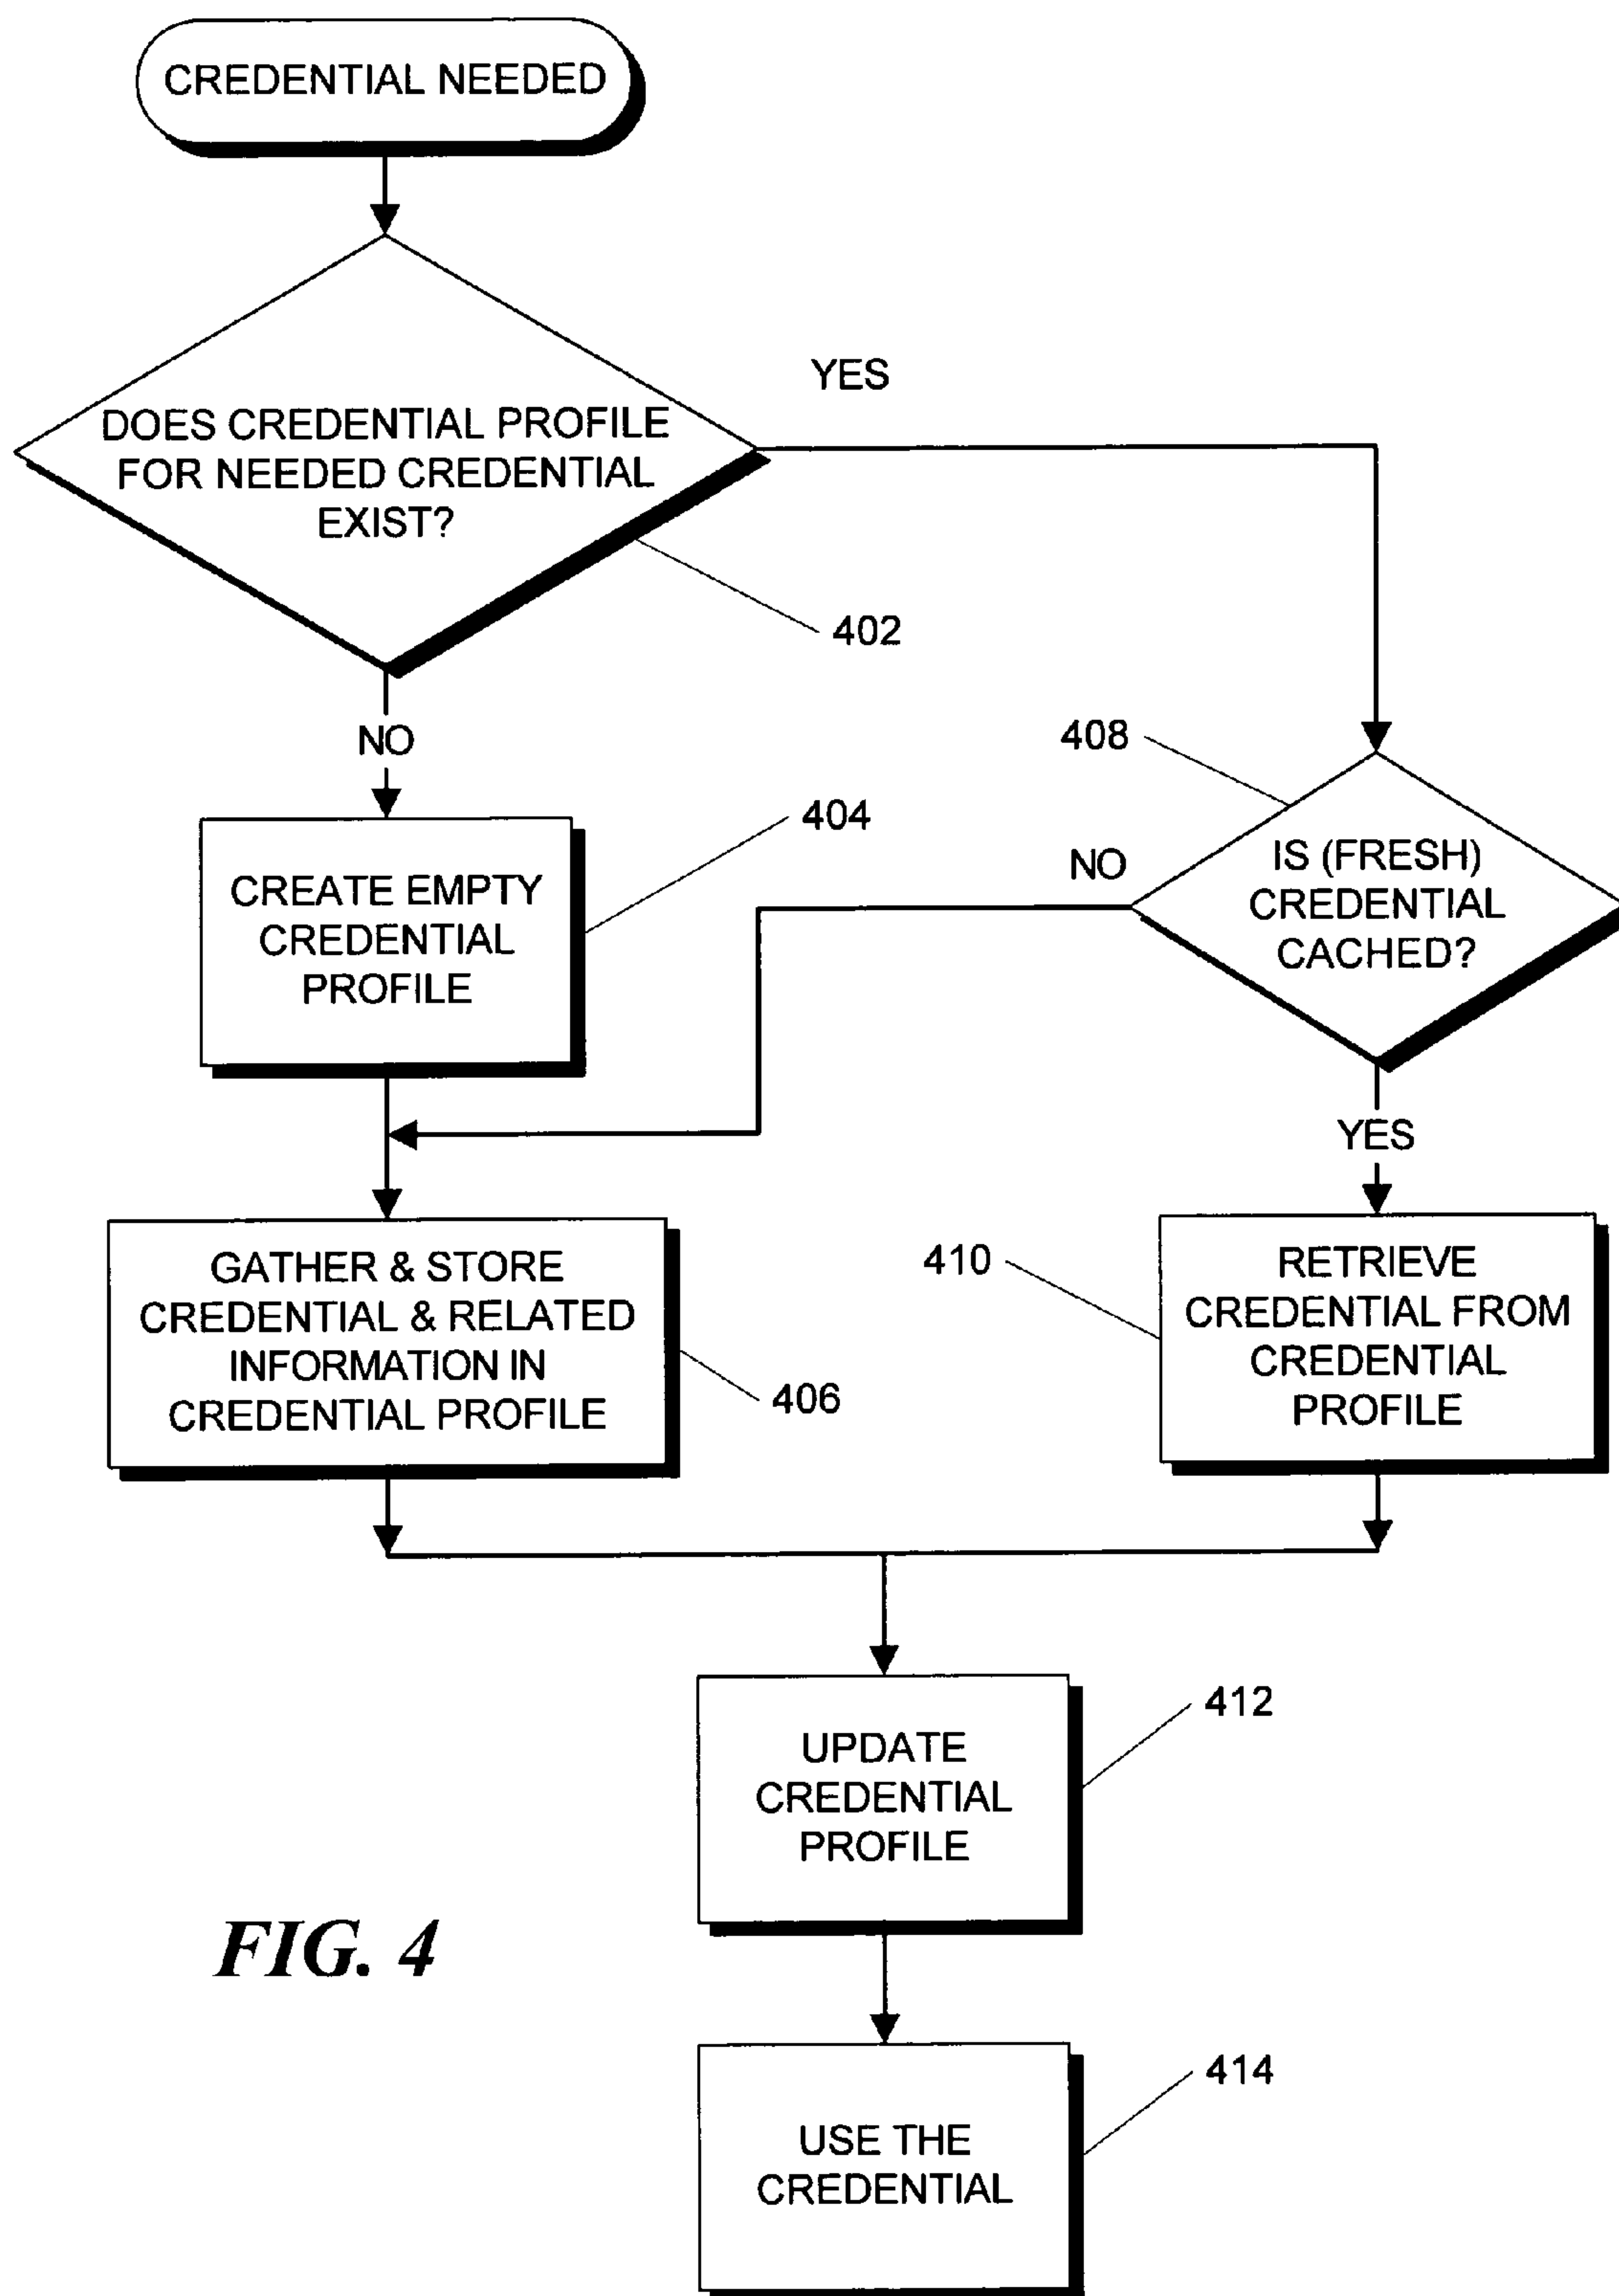 CREDENTIAL NEEDED
YES
DOES CREDENTIAL PROFILE
FOR NEEDED CREDENTIAL
EXIST?
402
NO
408
404
NO
IS (FRESH)
CREDENTIAL
CACHED?
CREATE EMPTY
CREDENTIAL
PROFILE
YES
GATHER & STORE
CREDENTIAL & RELATED
INFORMATION IN
CREDENTIAL PROFILE
406
410
RETRIEVE
CREDENTIAL FROM
CREDENTIAL
PROFILE
412
UPDATE
CREDENTIAL
PROFILE
FIG. 4
414
USE THE
CREDENTIAL